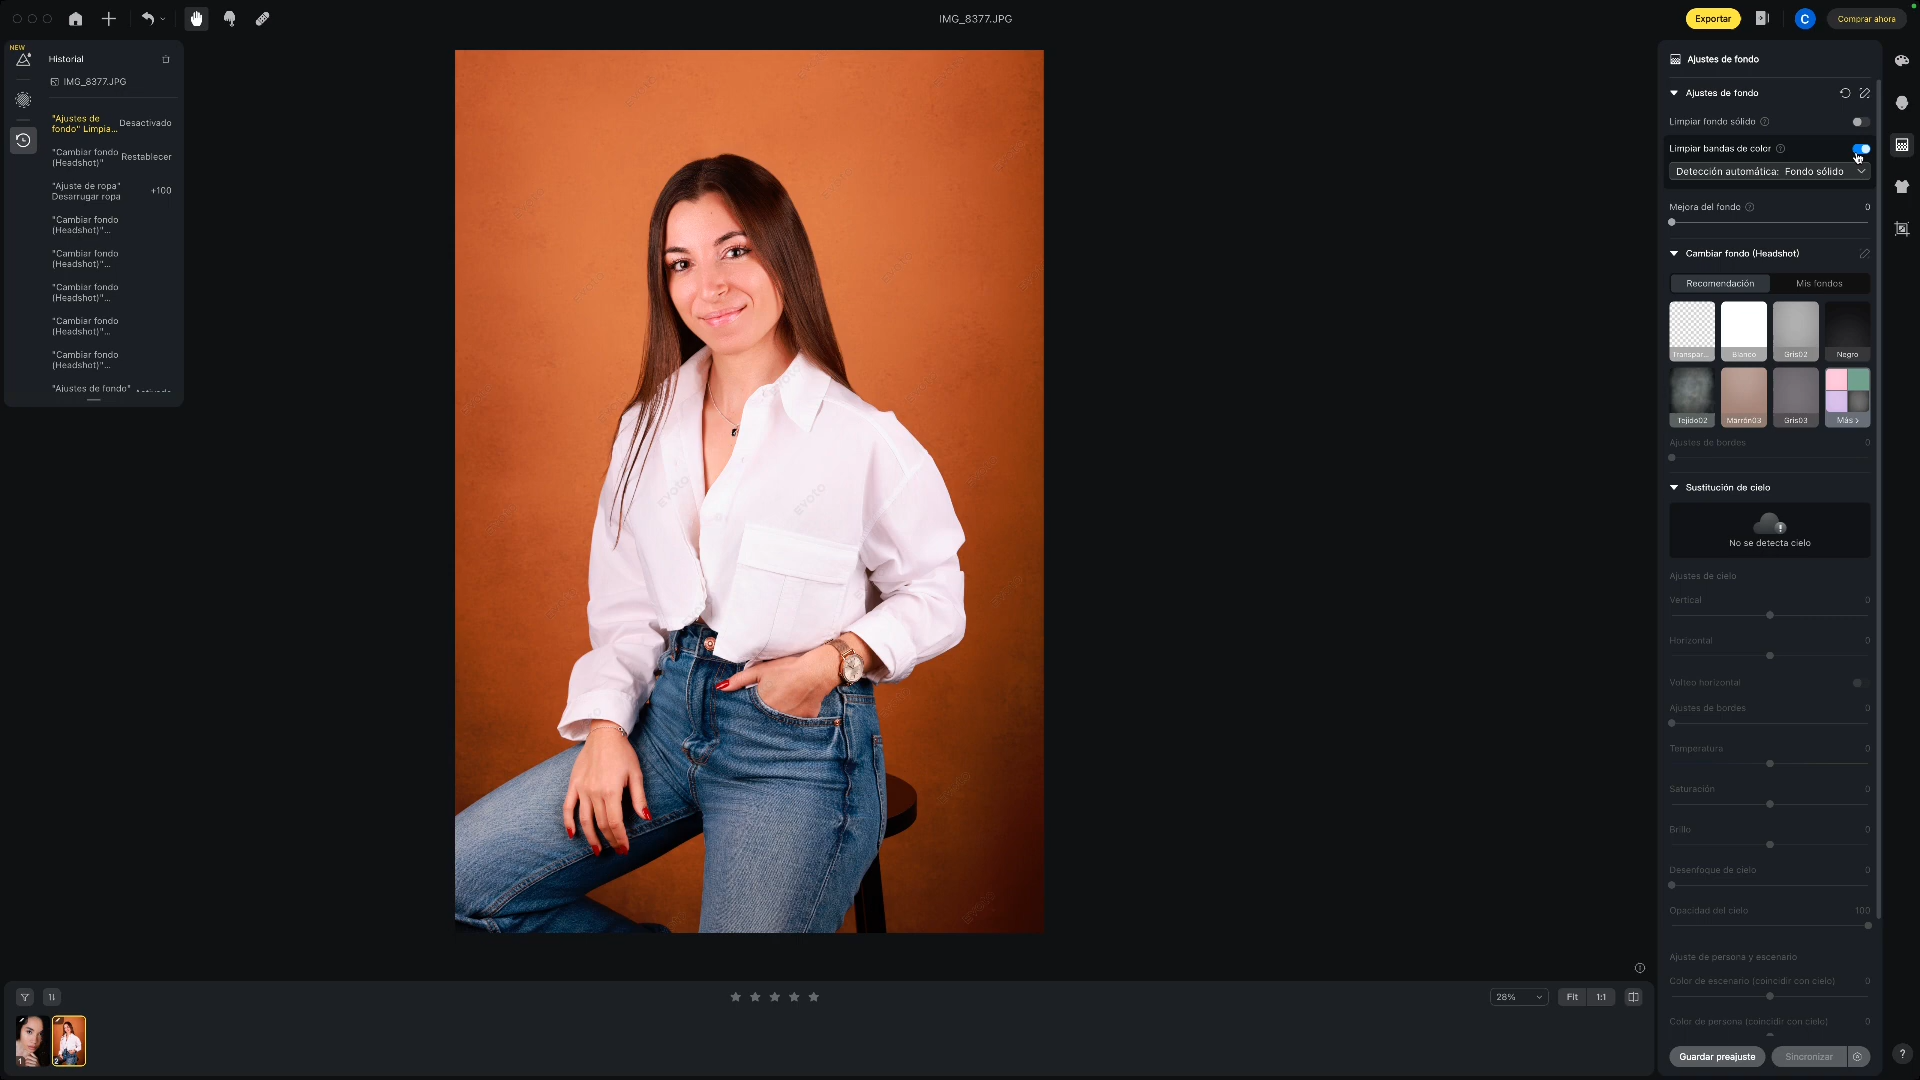 IMG_8377.JPG
Exportar
C
Comprar ahora
NEW
Historial
IMG_8377.JPG
"Ajustes de
fondo" Limpia...
Desactivado
"Cambiar fondo
(Headshot)"
Restablecer
"Ajuste de ropa"
Desarrugar ropa
+100
"Cambiar fondo
(Headshot)"...
"Cambiar fondo
(Headshot)"...
"Cambiar fondo
(Headshot)"...
"Cambiar fondo
(Headshot)"...
"Cambiar fondo
(Headshot)"...
"Ajustes de fondo"
Ajustes de fondo
Ajustes de fondo
Limpiar fondo sólido
Limpiar bandas de color
Detección automática: Fondo sólido
Mejora del fondo 0
Cambiar fondo (Headshot)
Recomendación Mis fondos
Transpar... Blanco Gris02 Negro
Tejido02 Marrón03 Gris03 Más >
Ajustes de bordes 0
Sustitución de cielo
No se detecta cielo
Ajustes de cielo
Vertical 0
Horizontal 0
Volteo horizontal
Ajustes de bordes 0
Temperatura 0
Saturación 0
Brillo 0
Desenfoque de cielo 0
Opacidad del cielo 100
Ajuste de persona y escenario
Color de escenario (coincidir con cielo) 0
Color de persona (coincidir con cielo) 0
Guardar preajuste Sincronizar
?
28% Fit 1:1
1 2
evoto
evoto